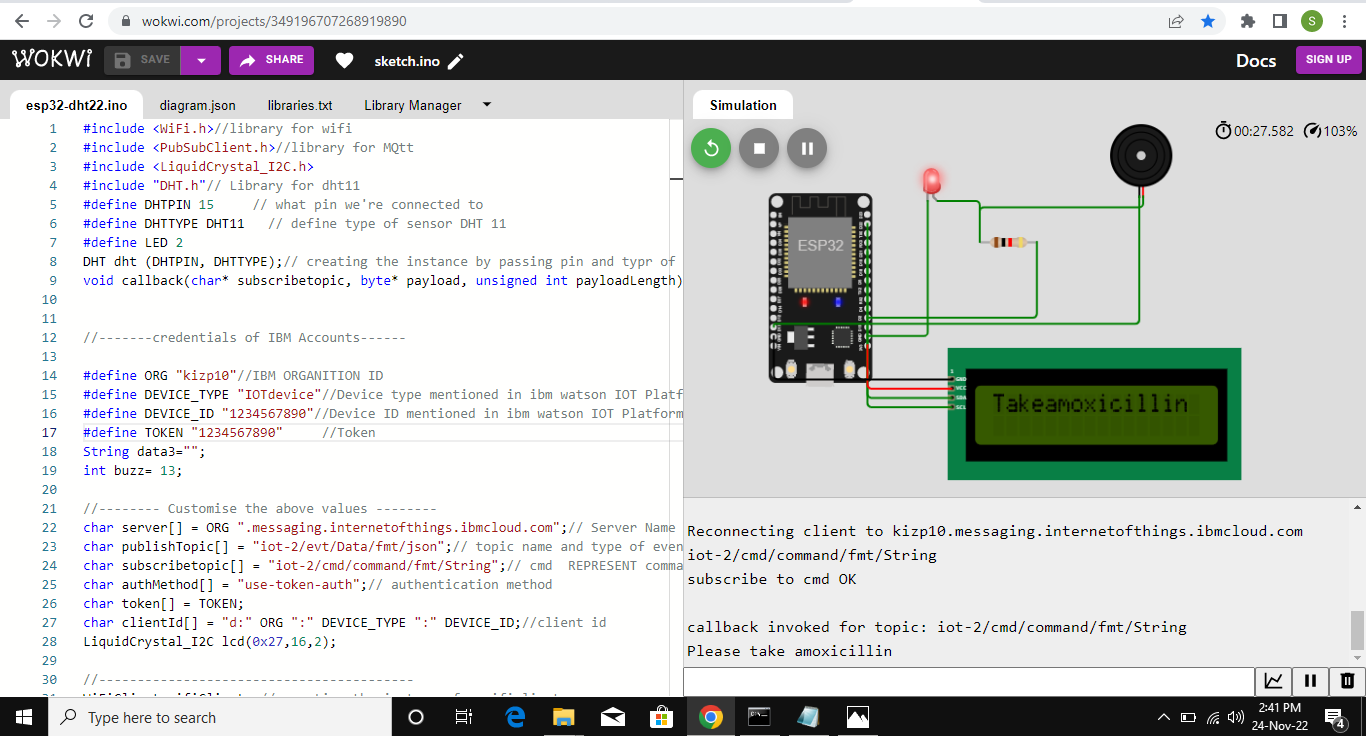 wokwi.com/projects/349196707268919890
S
WOKWi
SAVE
SHARE
sketch.ino
Docs
SIGN UP
esp32-dht22.ino
diagram.json
libraries.txt
Library Manager
1 #include <WiFi.h>//library for wifi
2 #include <PubSubClient.h>//library for MQtt
3 #include <LiquidCrystal_I2C.h>
4 #include "DHT.h"// Library for dht11
5 #define DHTPIN 15     // what pin we're connected to
6 #define DHTTYPE DHT11   // define type of sensor DHT 11
7 #define LED 2
8 DHT dht (DHTPIN, DHTTYPE);// creating the instance by passing pin and typr of
9 void callback(char* subscribetopic, byte* payload, unsigned int payloadLength)
10
11
12 //-------credentials of IBM Accounts------
13
14 #define ORG "kizp10"//IBM ORGANITION ID
15 #define DEVICE_TYPE "IOTdevice"//Device type mentioned in ibm watson IOT Platf
16 #define DEVICE_ID "1234567890"//Device ID mentioned in ibm watson IOT Platform
17 #define TOKEN "1234567890"     //Token
18 String data3="";
19 int buzz= 13;
20
21 //-------- Customise the above values --------
22 char server[] = ORG ".messaging.internetofthings.ibmcloud.com";// Server Name
23 char publishTopic[] = "iot-2/evt/Data/fmt/json";// topic name and type of even
24 char subscribetopic[] = "iot-2/cmd/command/fmt/String";// cmd  REPRESENT comma
25 char authMethod[] = "use-token-auth";// authentication method
26 char token[] = TOKEN;
27 char clientId[] = "d:" ORG ":" DEVICE_TYPE ":" DEVICE_ID;//client id
28 LiquidCrystal_I2C lcd(0x27,16,2);
29
30 //-----------------------------------------
Simulation
00:27.582
103%
ESP32
1
GND
VCC
SDA
SCL
Takeamoxicillin
Reconnecting client to kizp10.messaging.internetofthings.ibmcloud.com
iot-2/cmd/command/fmt/String
subscribe to cmd OK
callback invoked for topic: iot-2/cmd/command/fmt/String
Please take amoxicillin
Type here to search
2:41 PM
24-Nov-22
4